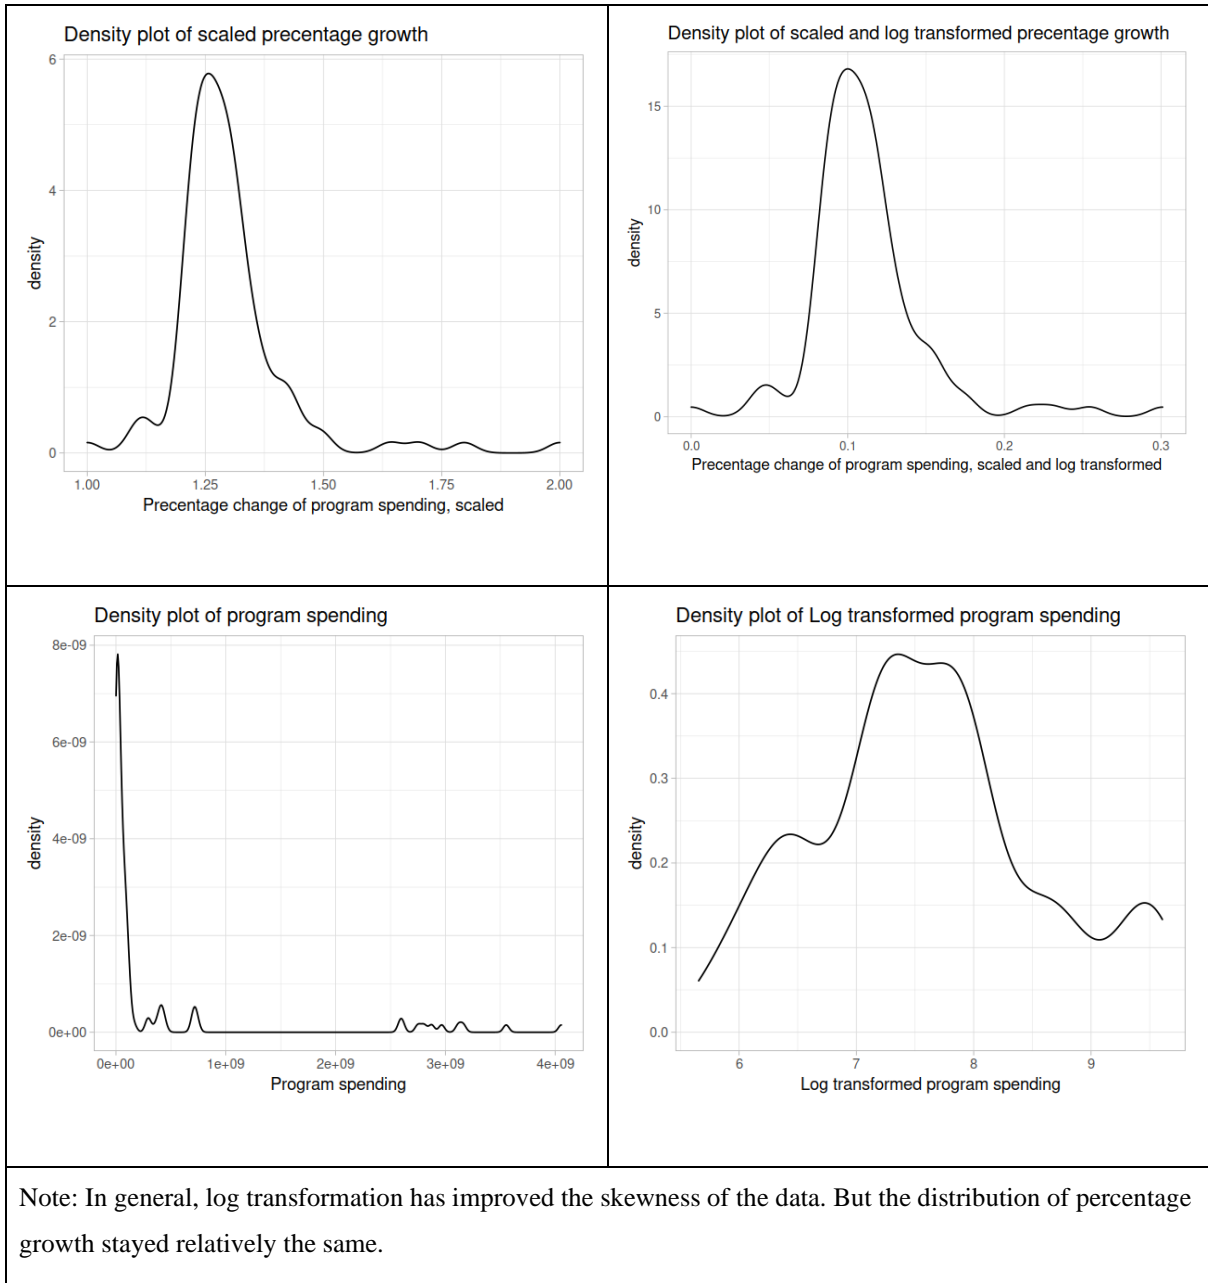 Density plot of scaled precentage growth
6
4
2
0
density
1.00 1.25 1.50 1.75 2.00
Precentage change of program spending, scaled
Density plot of scaled and log transformed precentage growth
15
10
5
0
density
0.0 0.1 0.2 0.3
Precentage change of program spending, scaled and log transformed
Density plot of program spending
8e-09
6e-09
4e-09
2e-09
0e+00
density
0e+00 1e+09 2e+09 3e+09 4e+09
Program spending
Density plot of Log transformed program spending
0.4
0.3
0.2
0.1
0.0
density
6 7 8 9
Log transformed program spending
Note: In general, log transformation has improved the skewness of the data. But the distribution of percentage
growth stayed relatively the same.